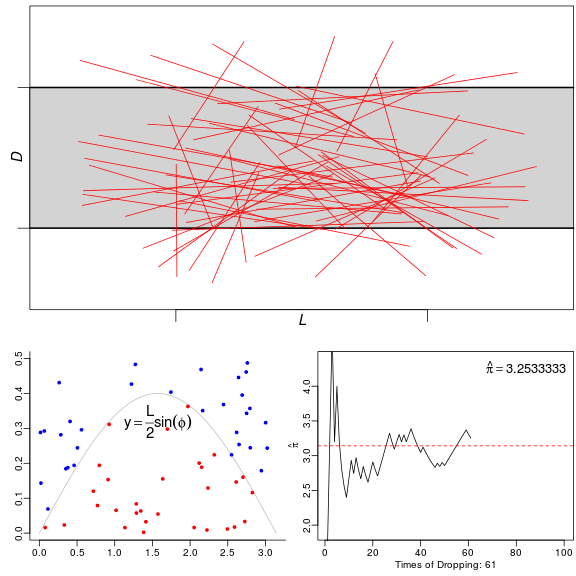 D
L
0.5
0.4
0.3
0.2
0.1
0.0
y = L/2 sin(ϕ)
0.0 0.5 1.0 1.5 2.0 2.5 3.0
π̂ = 3.2533333
4.0
3.5
π̂
3.0
2.5
2.0
0 20 40 60 80 100
Times of Dropping: 61